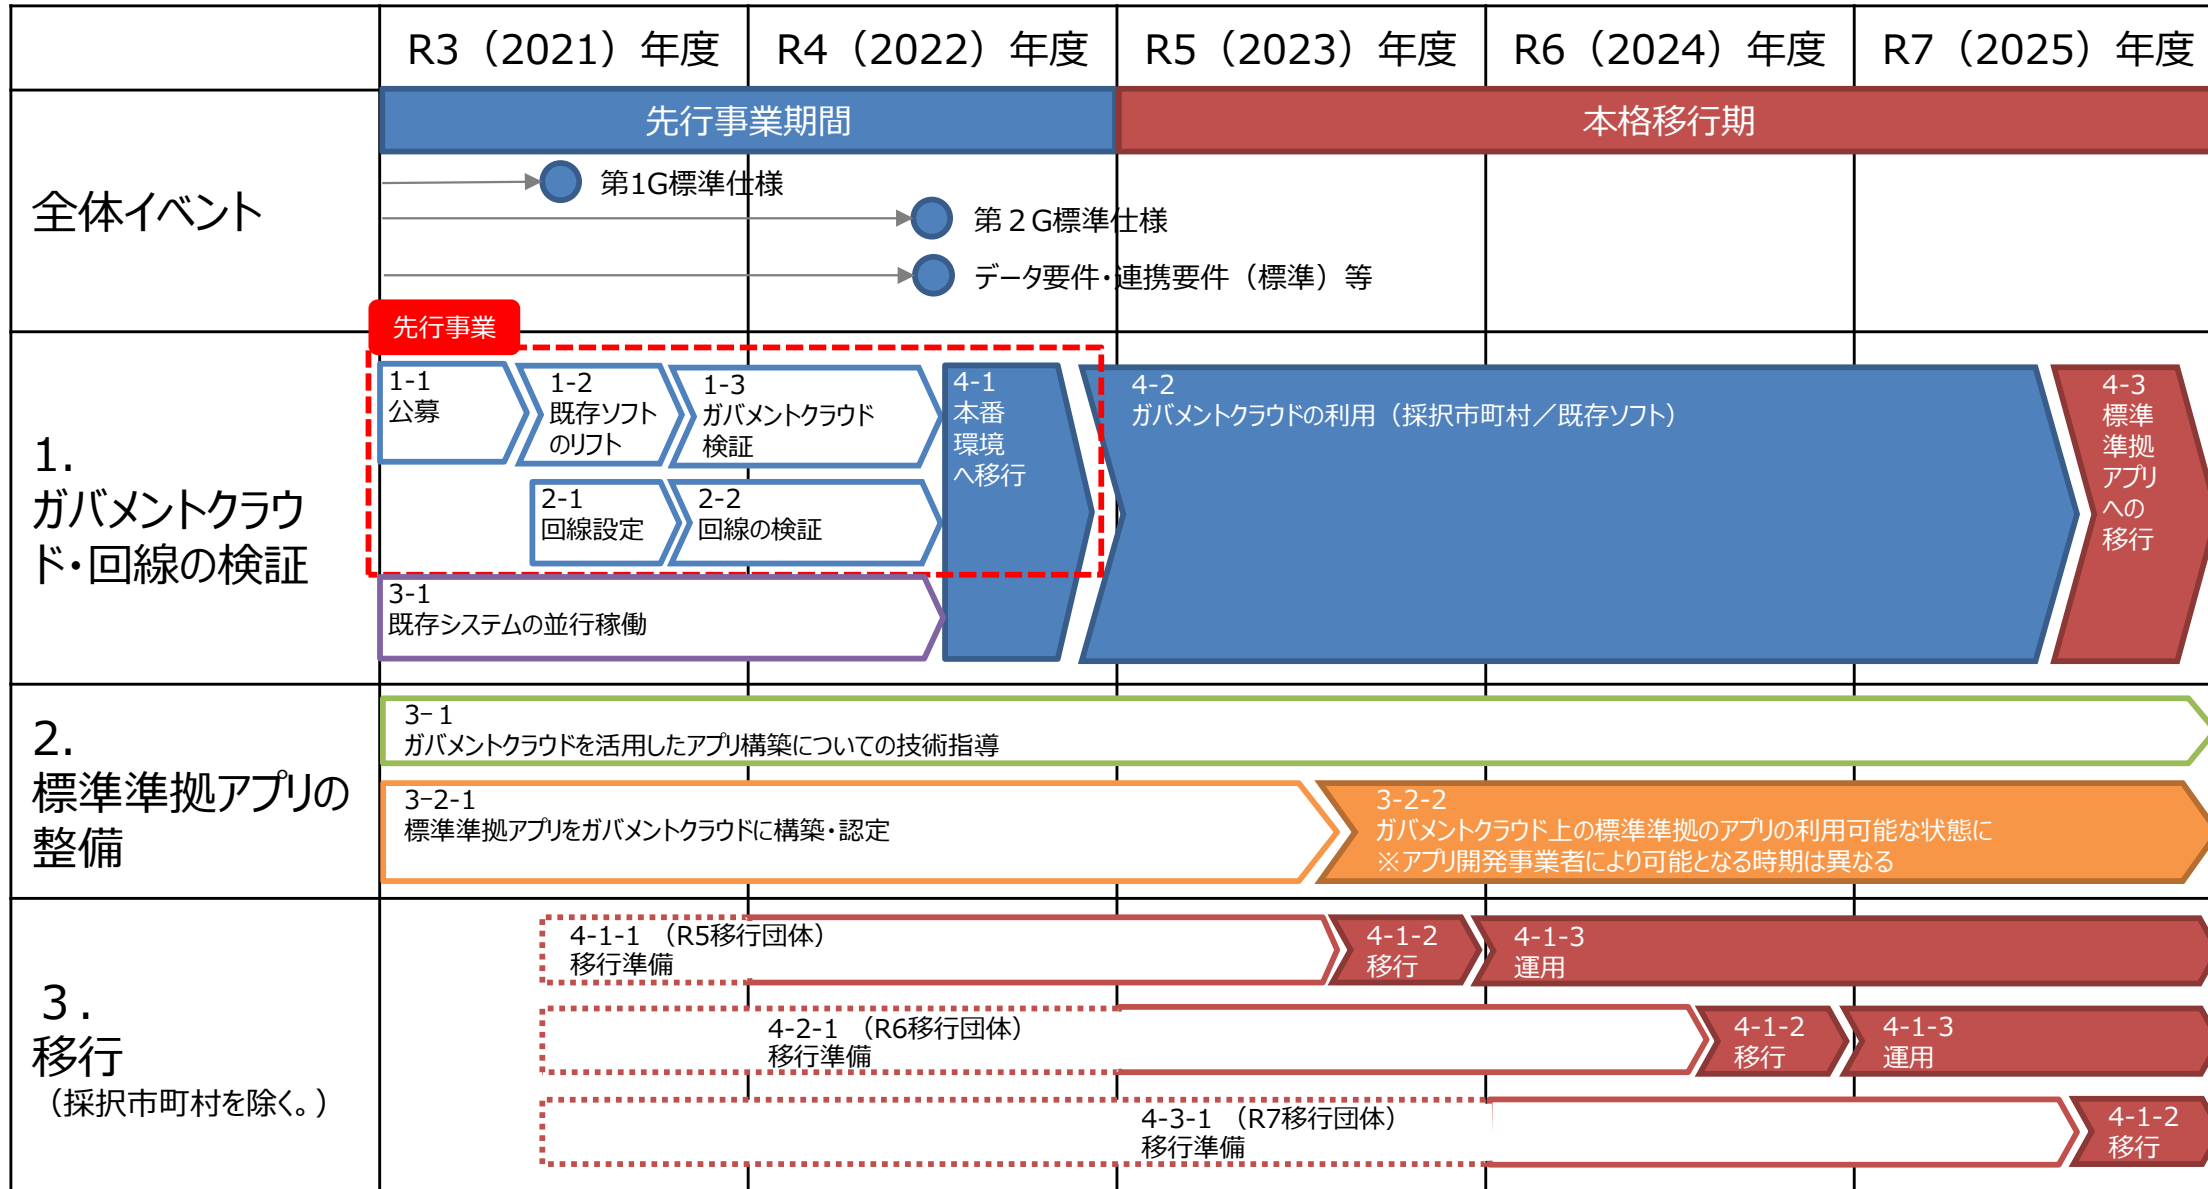 R3（2021）年度
R4（2022）年度
R5（2023）年度
R6（2024）年度
R7（2025）年度
全体イベント
先行事業期間
本格移行期
第1G標準仕様
第２G標準仕様
データ要件・連携要件（標準）等
1.
ガバメントクラウ
ド・回線の検証
先行事業
1-1
公募
1-2
既存ソフト
のリフト
1-3
ガバメントクラウド
検証
2-1
回線設定
2-2
回線の検証
3-1
既存システムの並行稼働
4-1
本番
環境
へ移行
4-2
ガバメントクラウドの利用（採択市町村／既存ソフト）
4-3
標準
準拠
アプリ
への
移行
2.
標準準拠アプリの
整備
3-１
ガバメントクラウドを活用したアプリ構築についての技術指導
3-2-1
標準準拠アプリをガバメントクラウドに構築・認定
3-2-2
ガバメントクラウド上の標準準拠のアプリの利用可能な状態に
※アプリ開発事業者により可能となる時期は異なる
３.
移行
（採択市町村を除く。）
4-1-1 （R5移行団体）
移行準備
4-1-2
移行
4-1-3
運用
4-2-1 （R6移行団体）
移行準備
4-1-2
移行
4-1-3
運用
4-3-1 （R7移行団体）
移行準備
4-1-2
移行